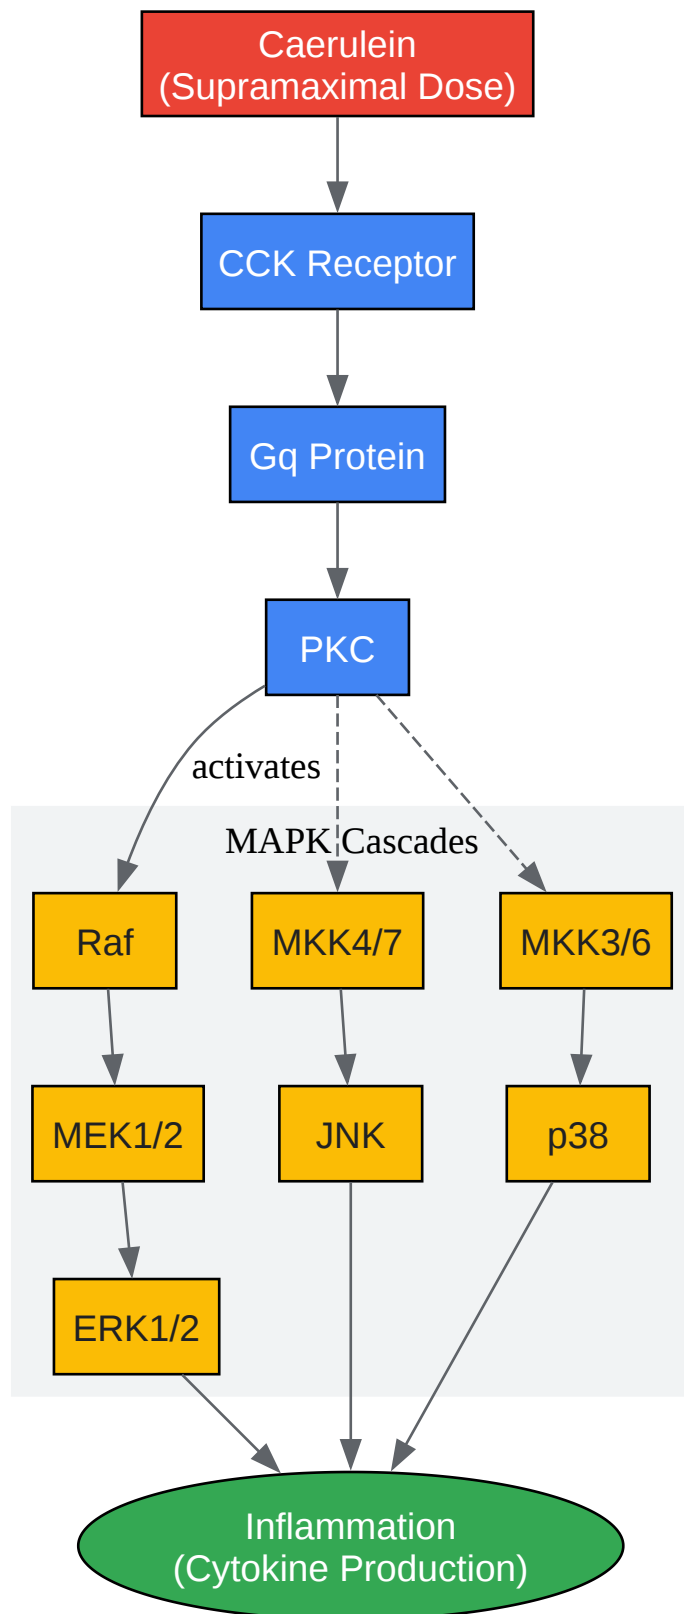 Caerulein
(Supramaximal Dose)
CCK Receptor
Gq Protein
PKC
activates
MAPK Cascades
Raf
MKK4/7
MKK3/6
MEK1/2
JNK
p38
ERK1/2
Inflammation
(Cytokine Production)